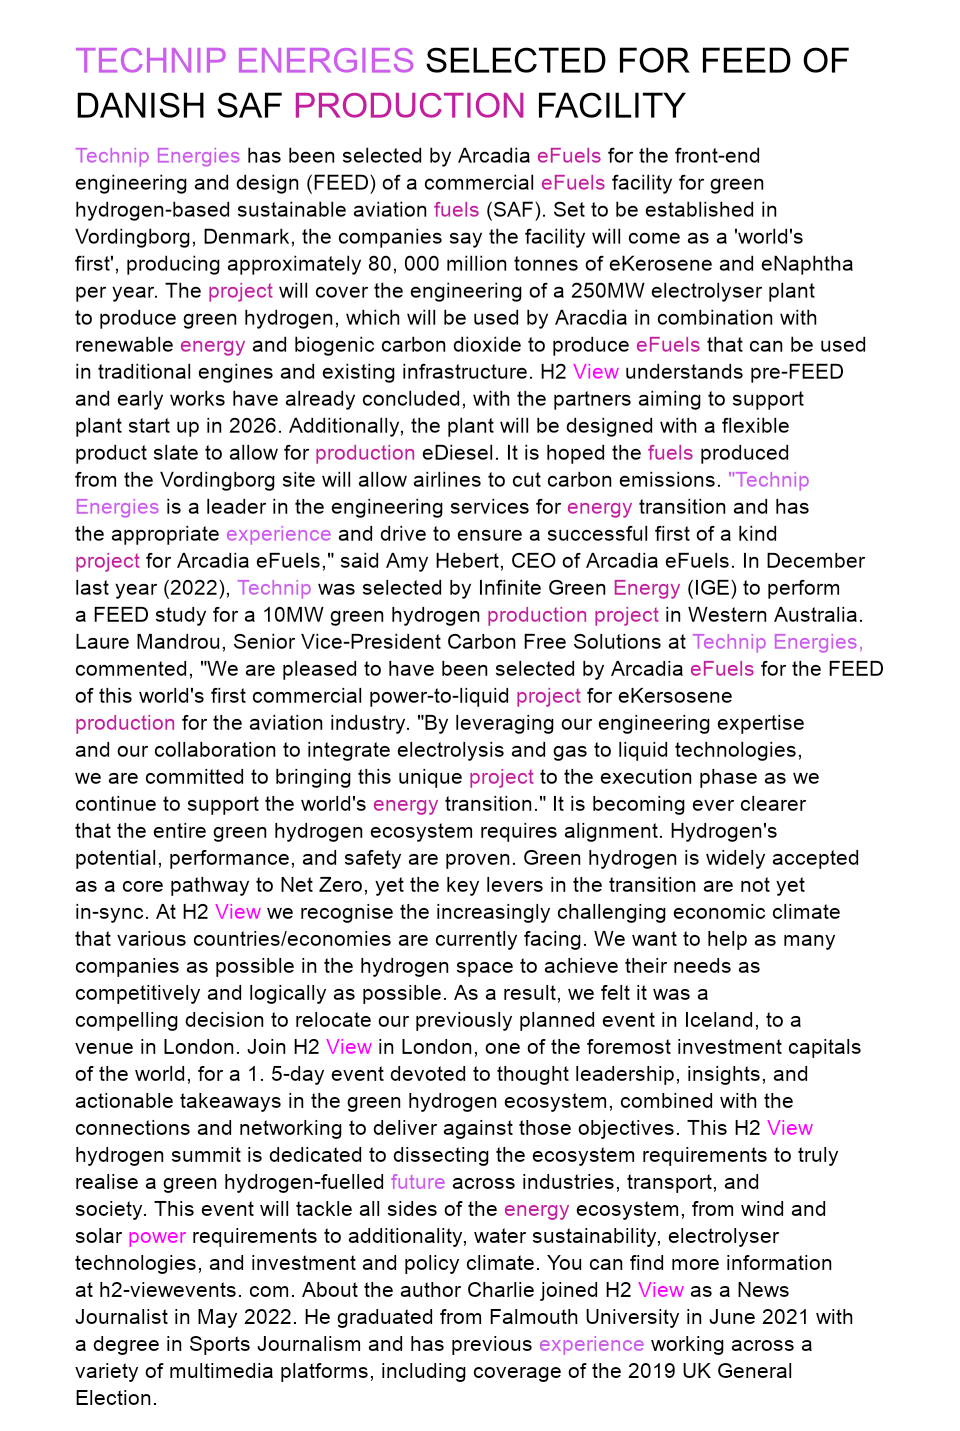 TECHNIP ENERGIES SELECTED FOR FEED OF
DANISH SAF PRODUCTION FACILITY
Technip Energies has been selected by Arcadia eFuels for the front-end
engineering and design (FEED) of a commercial eFuels facility for green
hydrogen-based sustainable aviation fuels (SAF). Set to be established in
Vordingborg, Denmark, the companies say the facility will come as a 'world's
first', producing approximately 80, 000 million tonnes of eKerosene and eNaphtha
per year. The project will cover the engineering of a 250MW electrolyser plant
to produce green hydrogen, which will be used by Aracdia in combination with
renewable energy and biogenic carbon dioxide to produce eFuels that can be used
in traditional engines and existing infrastructure. H2 View understands pre-FEED
and early works have already concluded, with the partners aiming to support
plant start up in 2026. Additionally, the plant will be designed with a flexible
product slate to allow for production eDiesel. It is hoped the fuels produced
from the Vordingborg site will allow airlines to cut carbon emissions. "Technip
Energies is a leader in the engineering services for energy transition and has
the appropriate experience and drive to ensure a successful first of a kind
project for Arcadia eFuels," said Amy Hebert, CEO of Arcadia eFuels. In December
last year (2022), Technip was selected by Infinite Green Energy (IGE) to perform
a FEED study for a 10MW green hydrogen production project in Western Australia.
Laure Mandrou, Senior Vice-President Carbon Free Solutions at Technip Energies,
commented, "We are pleased to have been selected by Arcadia eFuels for the FEED
of this world's first commercial power-to-liquid project for eKersosene
production for the aviation industry. "By leveraging our engineering expertise
and our collaboration to integrate electrolysis and gas to liquid technologies,
we are committed to bringing this unique project to the execution phase as we
continue to support the world's energy transition." It is becoming ever clearer
that the entire green hydrogen ecosystem requires alignment. Hydrogen's
potential, performance, and safety are proven. Green hydrogen is widely accepted
as a core pathway to Net Zero, yet the key levers in the transition are not yet
in-sync. At H2 View we recognise the increasingly challenging economic climate
that various countries/economies are currently facing. We want to help as many
companies as possible in the hydrogen space to achieve their needs as
competitively and logically as possible. As a result, we felt it was a
compelling decision to relocate our previously planned event in Iceland, to a
venue in London. Join H2 View in London, one of the foremost investment capitals
of the world, for a 1. 5-day event devoted to thought leadership, insights, and
actionable takeaways in the green hydrogen ecosystem, combined with the
connections and networking to deliver against those objectives. This H2 View
hydrogen summit is dedicated to dissecting the ecosystem requirements to truly
realise a green hydrogen-fuelled future across industries, transport, and
society. This event will tackle all sides of the energy ecosystem, from wind and
solar power requirements to additionality, water sustainability, electrolyser
technologies, and investment and policy climate. You can find more information
at h2-viewevents. com. About the author Charlie joined H2 View as a News
Journalist in May 2022. He graduated from Falmouth University in June 2021 with
a degree in Sports Journalism and has previous experience working across a
variety of multimedia platforms, including coverage of the 2019 UK General
Election.